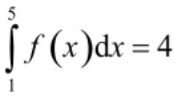 ∫₁⁵ f(x)dx = 4